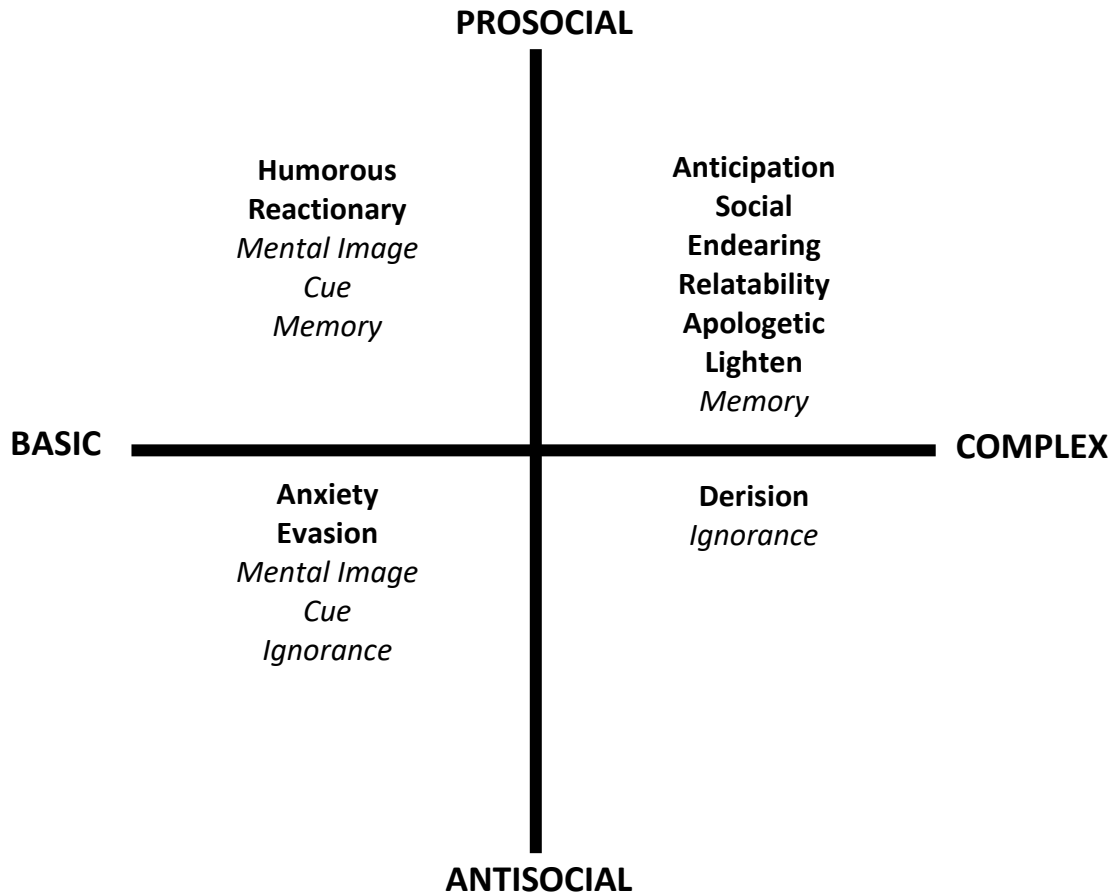 PROSOCIAL
Humorous
Reactionary
Mental Image
Cue
Memory
Anticipation
Social
Endearing
Relatability
Apologetic
Lighten
Memory
BASIC
COMPLEX
Anxiety
Evasion
Mental Image
Cue
Ignorance
Derision
Ignorance
ANTISOCIAL